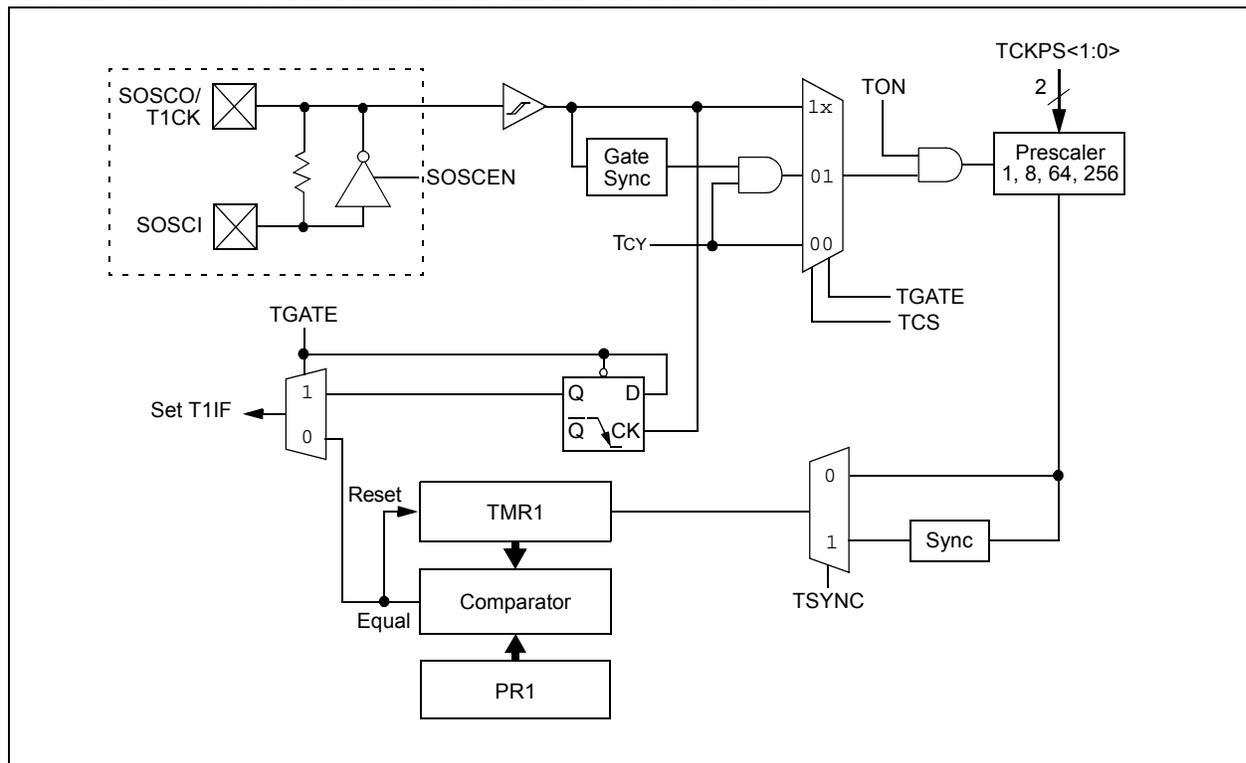 TCKPS<1:0>
2
SOSCO/
T1CK
TON
1x
Prescaler
1, 8, 64, 256
Gate
Sync
01
SOSCEN
SOSCI
TCY
00
TGATE
TCS
TGATE
1
Q
D
Set T1IF
0
Q
CK
Reset
TMR1
0
1
Sync
TSYNC
Comparator
Equal
PR1